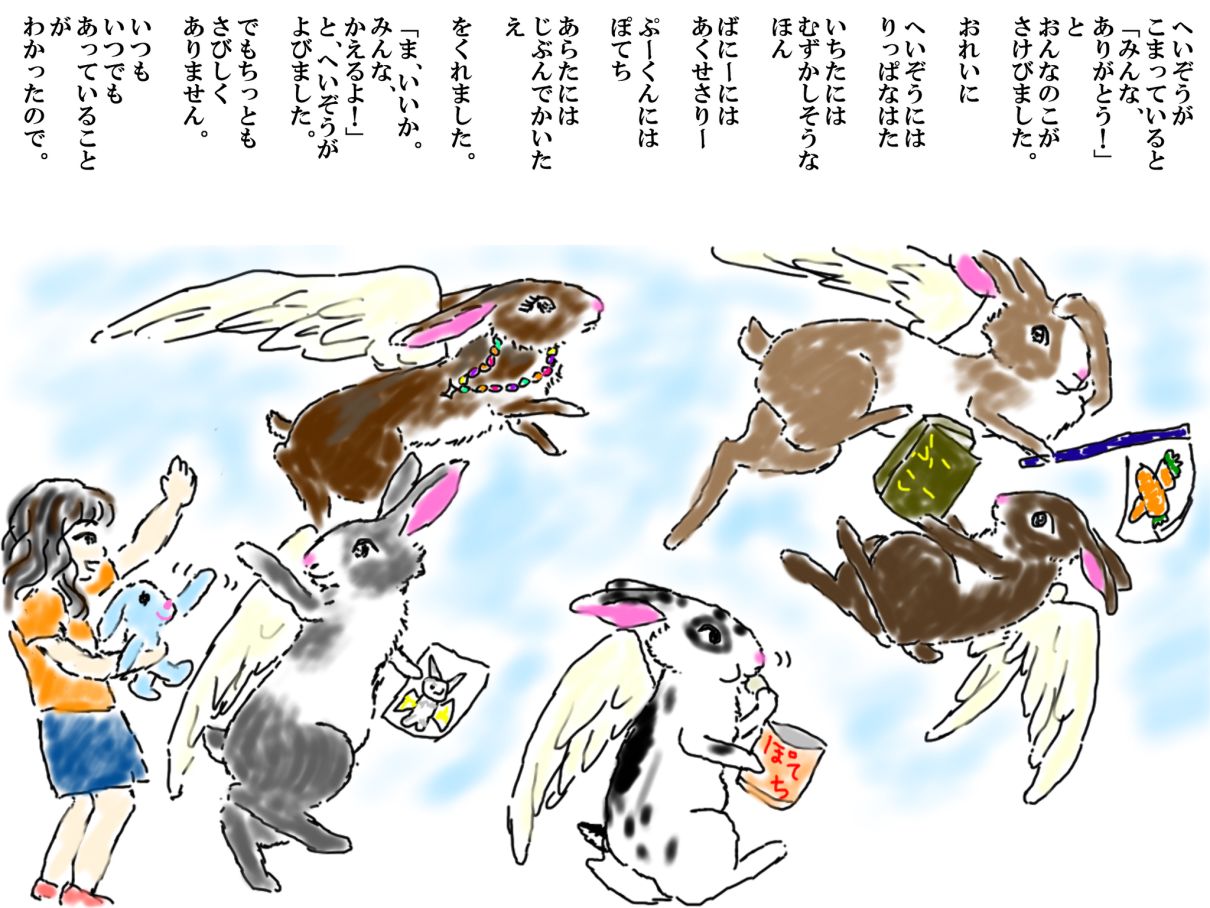 へいぞうが
こまっていると
「みんな、
ありがとう！」
と
おんなのこが
さけびました。
おれいに
へいぞうには
りっぱなはた
いちたには
むずかしそうな
ほん
ばにーには
あくせさりー
ぷーくんには
ぽてち
あらたには
じぶんでかいた
え
をくれました。
「ま、いいか。
みんな、
かえるよ！」
と、へいぞうが
よびました。
でもちっとも
さびしく
ありません。
いつも
いつでも
あっていること
が
わかったので。
ぽてち